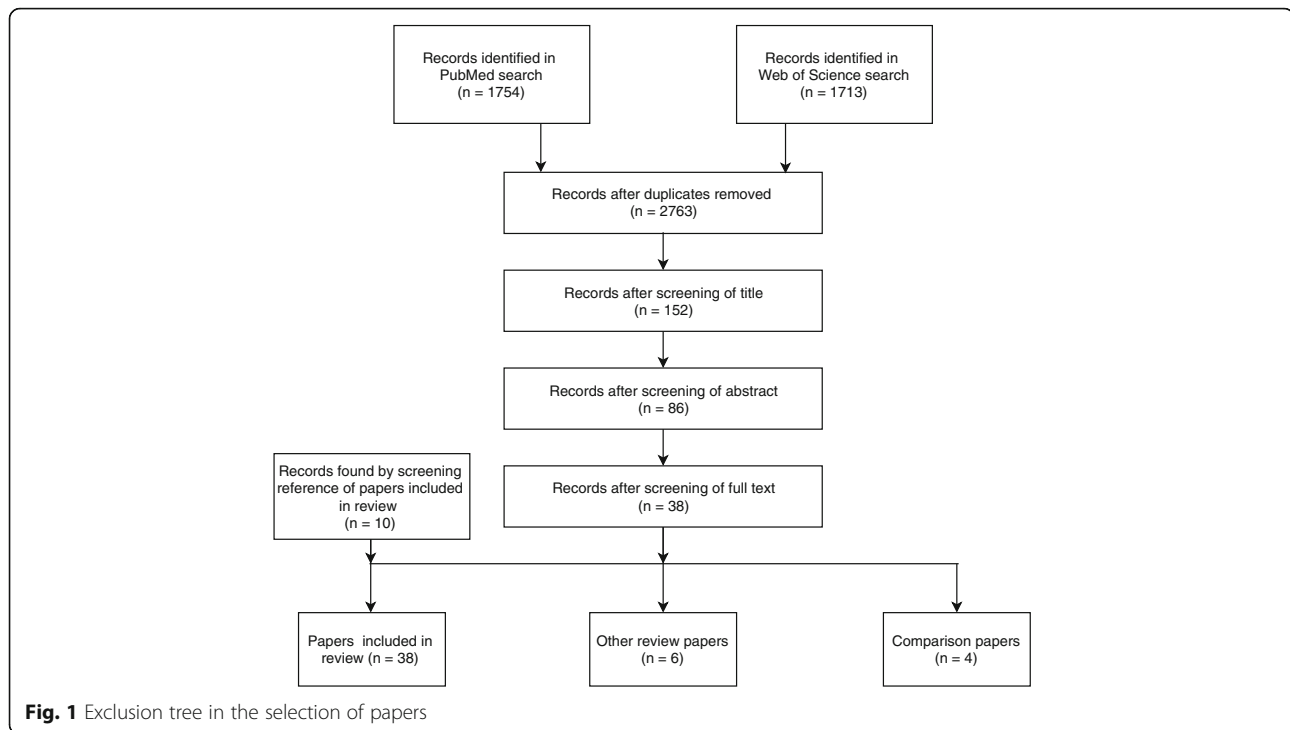 Records identified in
PubMed search
(n = 1754)
Records identified in
Web of Science search
(n = 1713)
Records after duplicates removed
(n = 2763)
Records after screening of title
(n = 152)
Records after screening of abstract
(n = 86)
Records found by screening
reference of papers included
in review
(n = 10)
Records after screening of full text
(n = 38)
Papers included in
review (n = 38)
Other review papers
(n = 6)
Comparison papers
(n = 4)
Fig. 1 Exclusion tree in the selection of papers